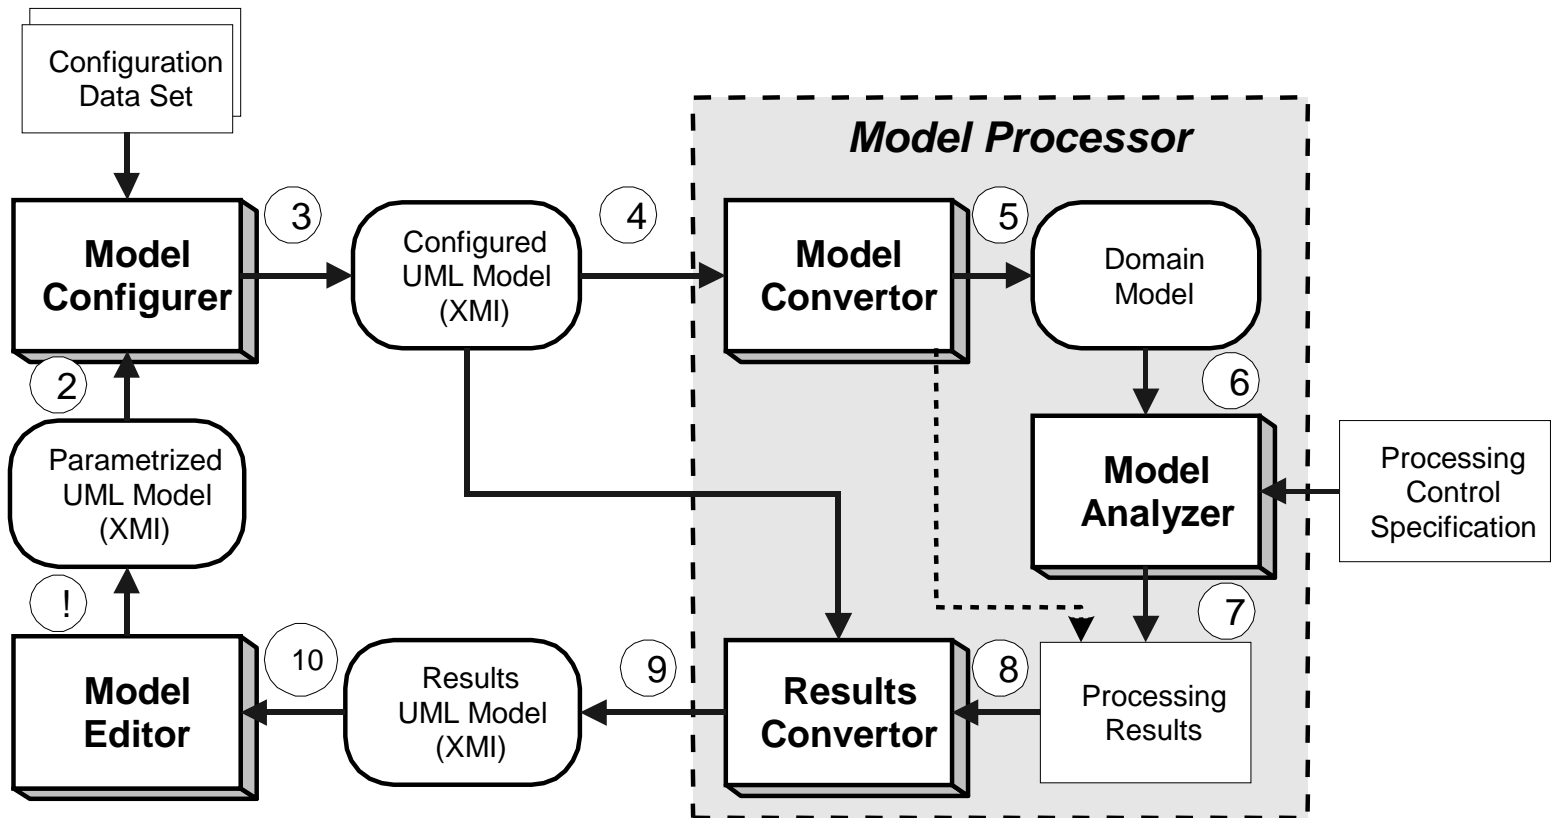 Configuration
Data Set
Model Processor
3
4
5
Model
Configurer
Configured
UML Model
(XMI)
Model
Convertor
Domain
Model
2
6
Parametrized
UML Model
(XMI)
Model
Analyzer
Processing
Control
Specification
!
7
Model
Editor
10
Results
UML Model
(XMI)
9
Results
Convertor
8
Processing
Results